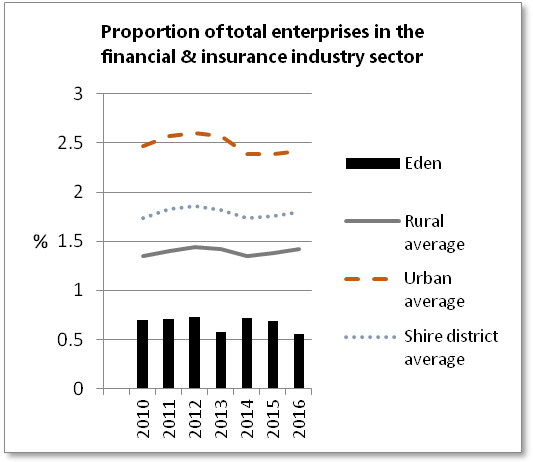 Proportion of total enterprises in the
financial & insurance industry sector
3
2.5
2
1.5
1
0.5
0
%
2010
2011
2012
2013
2014
2015
2016
Eden
Rural
average
Urban
average
Shire district
average